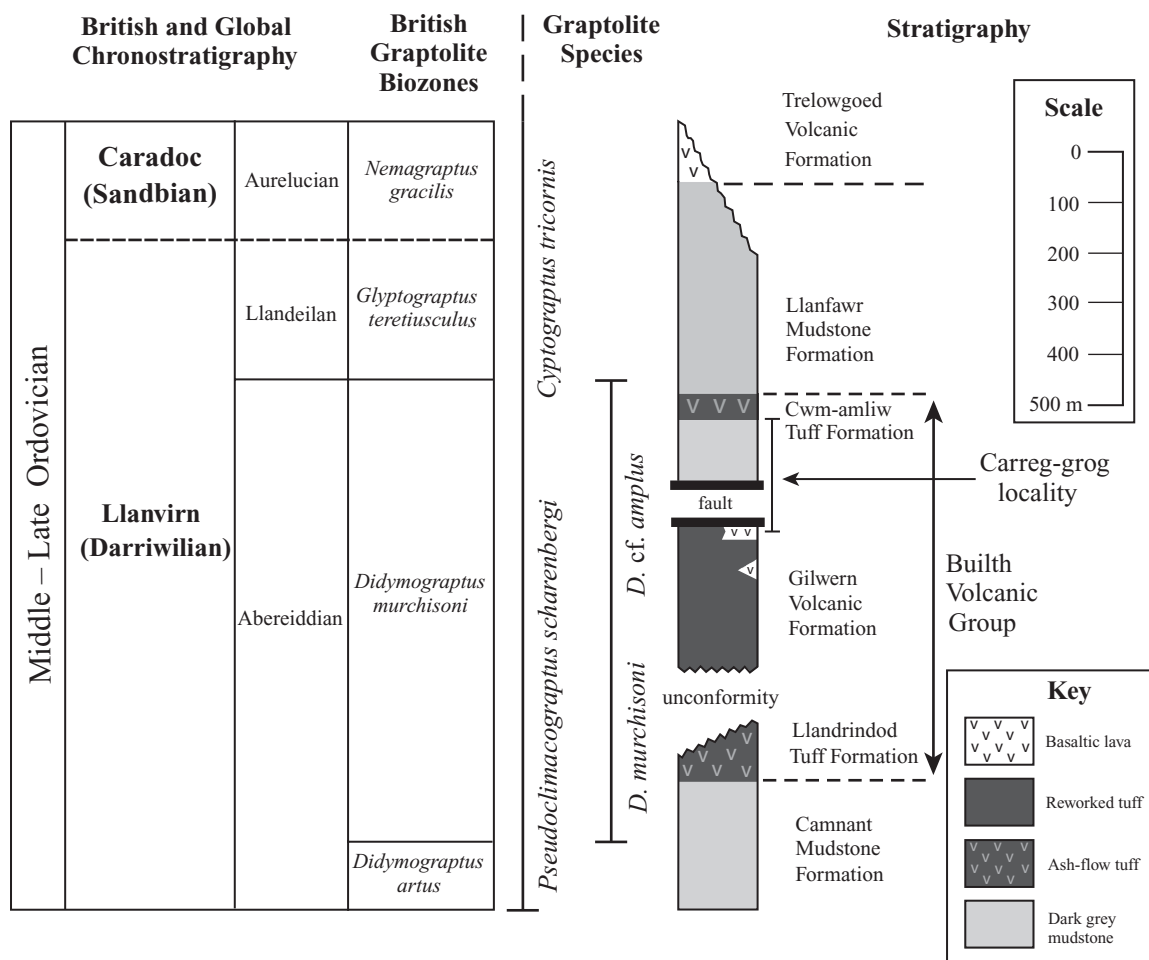 British and Global
Chronostratigraphy
British
Graptolite
Biozones
Graptolite
Species
Stratigraphy
Middle – Late Ordovician
Caradoc
(Sandbian)
Aurelucian
Nemagraptus
gracilis
Llanvirn
(Darriwilian)
Llandeilan
Glyptograptus
teretiusculus
Abereiddian
Didymograptus
murchisoni
Didymograptus
artus
Cyptograptus tricornis
Pseudoclimacograptus scharenbergi
D. cf. amplus
D. murchisoni
V
V V
V V V
fault
v v
v
unconformity
V
V V
V V V
V V
Trelowgoed
Volcanic
Formation
Llanfawr
Mudstone
Formation
Cwm-amliw
Tuff Formation
Gilwern
Volcanic
Formation
Llandrindod
Tuff Formation
Camnant
Mudstone
Formation
Carreg-grog
locality
Builth
Volcanic
Group
Scale
0
100
200
300
400
500 m
Key
V V V V
V V V
V V V V
Basaltic lava
Reworked tuff
V V V V
V V V
V V V V
Ash-flow tuff
Dark grey
mudstone